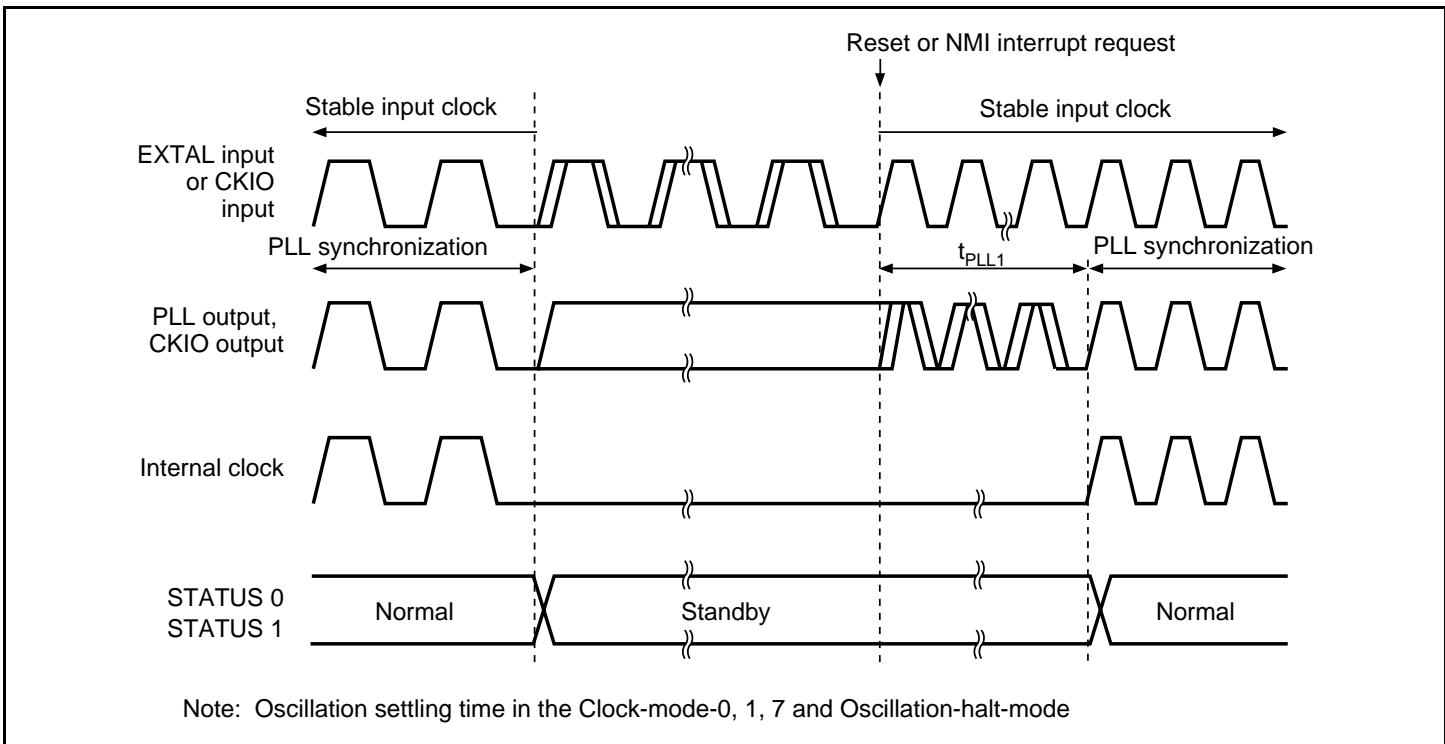 Reset or NMI interrupt request
Stable input clock
Stable input clock
EXTAL input
or CKIO
input
PLL synchronization
tPLL1
PLL synchronization
PLL output,
CKIO output
Internal clock
STATUS 0
STATUS 1
Normal
Standby
Normal
Note: Oscillation settling time in the Clock-mode-0, 1, 7 and Oscillation-halt-mode